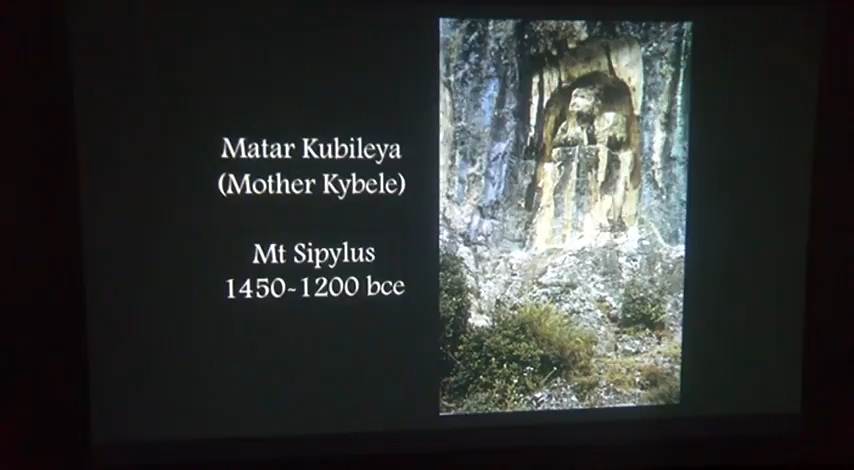 Matar Kubileya
(Mother Kybele)
Mt Sipylus
1450-1200 bce